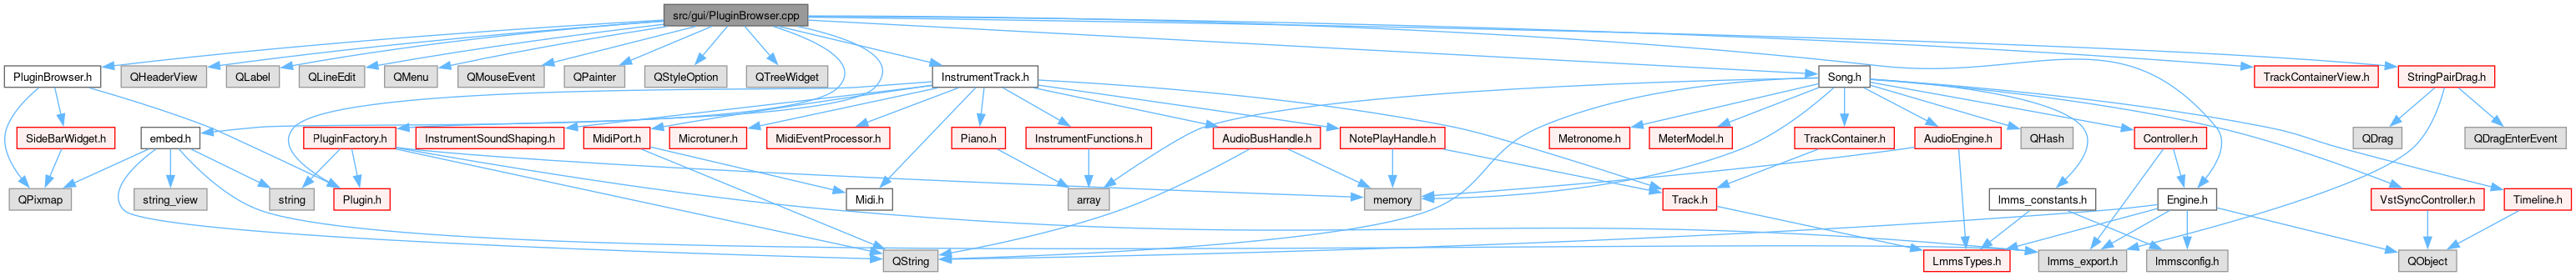 src/gui/PluginBrowser.cpp
PluginBrowser.h
QHeaderView
QLabel
QLineEdit
QMenu
QMouseEvent
QPainter
QStyleOption
QTreeWidget
InstrumentTrack.h
Song.h
TrackContainerView.h
StringPairDrag.h
SideBarWidget.h
embed.h
PluginFactory.h
InstrumentSoundShaping.h
MidiPort.h
Microtuner.h
MidiEventProcessor.h
Piano.h
InstrumentFunctions.h
AudioBusHandle.h
NotePlayHandle.h
Metronome.h
MeterModel.h
TrackContainer.h
AudioEngine.h
QHash
Controller.h
QDrag
QDragEnterEvent
QPixmap
string_view
string
Plugin.h
Midi.h
array
memory
Track.h
lmms_constants.h
Engine.h
VstSyncController.h
Timeline.h
QString
LmmsTypes.h
lmms_export.h
lmmsconfig.h
QObject